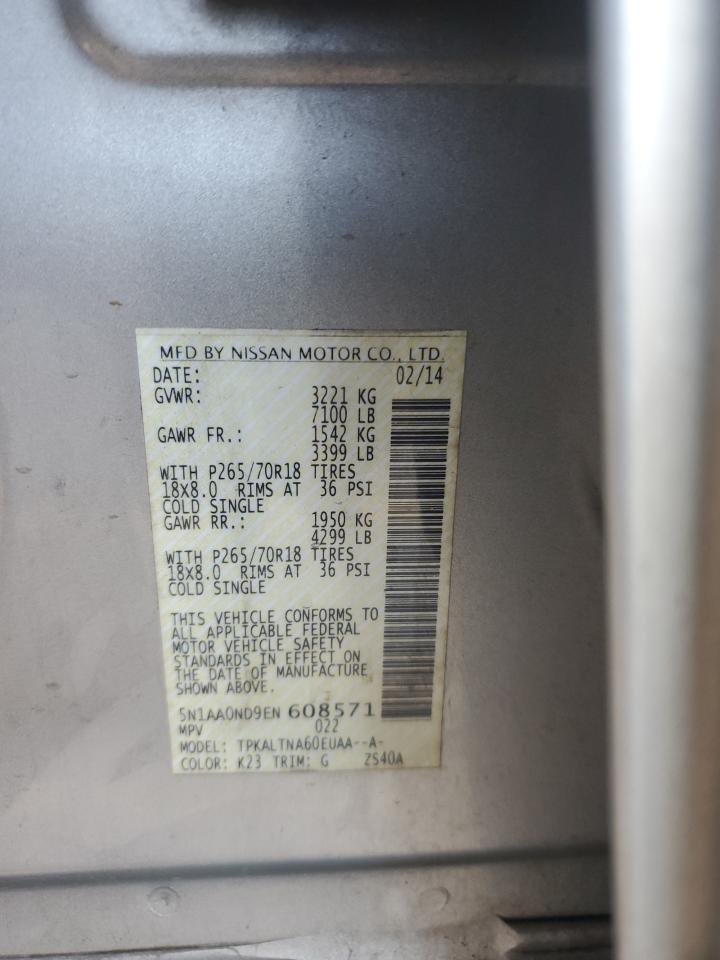 MFD BY NISSAN MOTOR CO., LTD.
DATE: 02/14
GVWR: 3221 KG
7100 LB
GAWR FR.: 1542 KG
3399 LB
WITH P265/70R18 TIRES
18X8.0 RIMS AT 36 PSI
COLD SINGLE
GAWR RR.: 1950 KG
4299 LB
WITH P265/70R18 TIRES
18X8.0 RIMS AT 36 PSI
COLD SINGLE
THIS VEHICLE CONFORMS TO
ALL APPLICABLE FEDERAL
MOTOR VEHICLE SAFETY
STANDARDS IN EFFECT ON
THE DATE OF MANUFACTURE
SHOWN ABOVE.
5N1AA0ND9EN 608571
MPV 022
MODEL: TPKALTNA60EUAA--A-
COLOR: K23 TRIM: G ZS40A